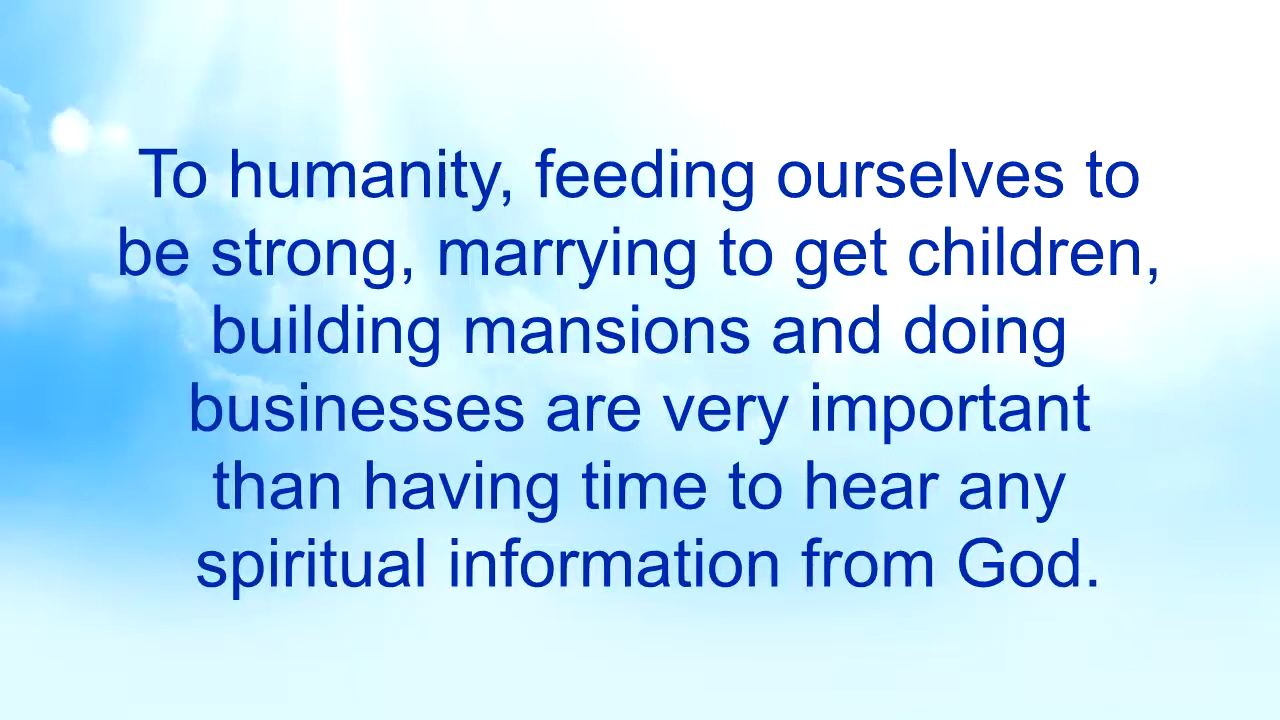 To humanity, feeding ourselves to
be strong, marrying to get children,
building mansions and doing
businesses are very important
than having time to hear any
spiritual information from God.